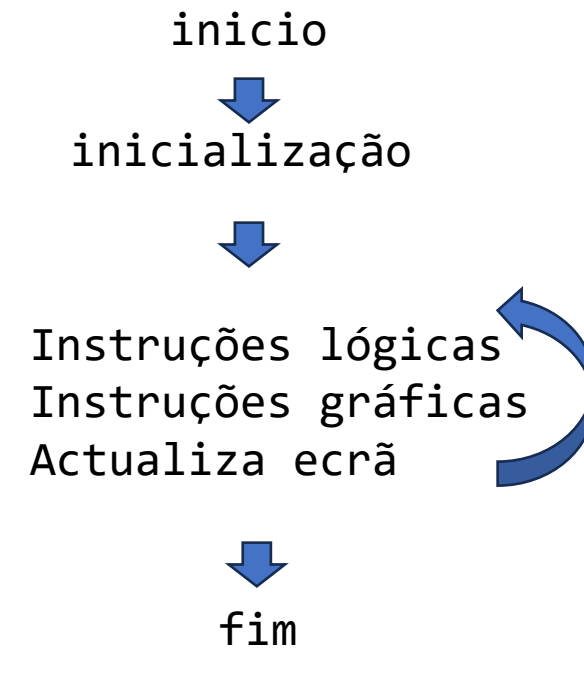 inicio
inicialização
Instruções lógicas
Instruções gráficas
Actualiza ecrã
fim